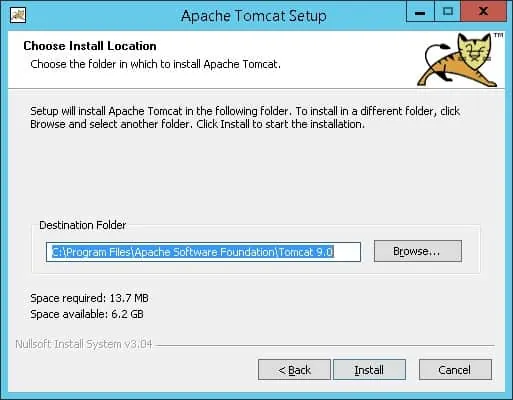 Apache Tomcat Setup
Choose Install Location
Choose the folder in which to install Apache Tomcat.
TM
Setup will install Apache Tomcat in the following folder. To install in a different folder, click
Browse and select another folder. Click Install to start the installation.
Destination Folder
C:\Program Files\Apache Software Foundation\Tomcat 9.0
Browse...
Space required: 13.7 MB
Space available: 6.2 GB
Nullsoft Install System v3.04
< Back
Install
Cancel